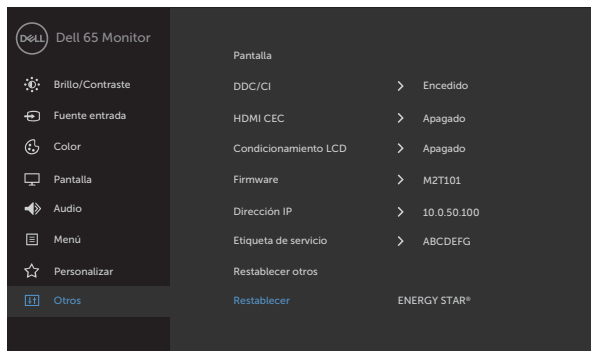 DELL Dell 65 Monitor
Brillo/Contraste
Fuente entrada
Color
Pantalla
Audio
Menú
Personalizar
Otros
Pantalla
DDC/CI Encedido
HDMI CEC Apagado
Condicionamiento LCD Apagado
Firmware M2T101
Dirección IP 10.0.50.100
Etiqueta de servicio ABCDEFG
Restablecer otros
Restablecer ENERGY STAR®